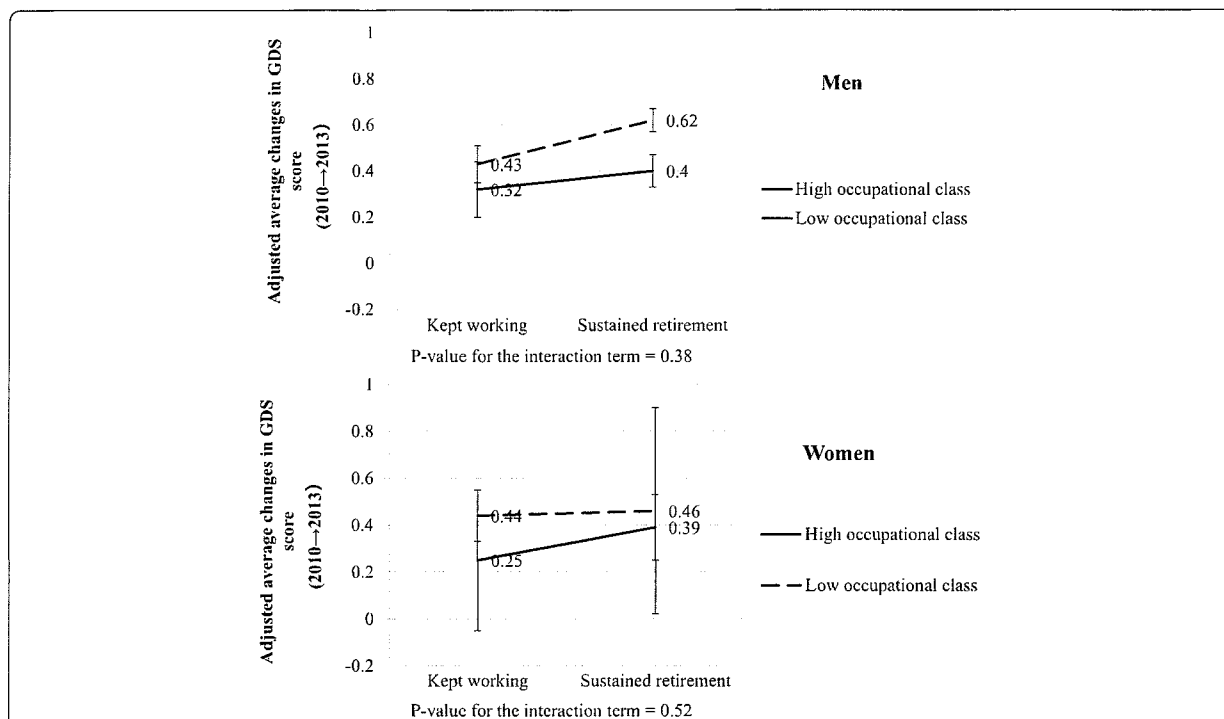 Adjusted average changes in GDS
score
(2010→2013)
1
0.8
0.6
0.4
0.2
0
-0.2
0.43
0.32
0.62
0.4
Men
High occupational class
Low occupational class
Kept working
Sustained retirement
P-value for the interaction term = 0.38
Adjusted average changes in GDS
score
(2010→2013)
1
0.8
0.6
0.4
0.2
0
-0.2
0.44
0.25
0.46
0.39
Women
High occupational class
Low occupational class
Kept working
Sustained retirement
P-value for the interaction term = 0.52